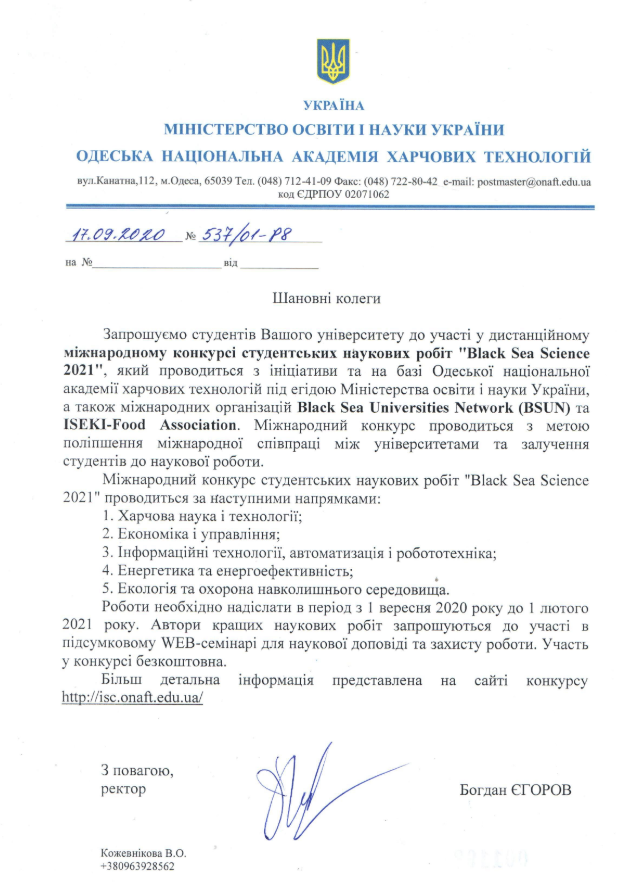 УКРАЇНА
МІНІСТЕРСТВО ОСВІТИ І НАУКИ УКРАЇНИ
ОДЕСЬКА НАЦІОНАЛЬНА АКАДЕМІЯ ХАРЧОВИХ ТЕХНОЛОГІЙ
вул.Канатна,112, м.Одеса, 65039 Тел. (048) 712-41-09 Факс: (048) 722-80-42 e-mail: postmaster@onaft.edu.ua
код ЄДРПОУ 02071062
17.09.2020 № 537/01-Р8
на №____________________ від ____________
Шановні колеги
Запрошуємо студентів Вашого університету до участі у дистанційному
міжнародному конкурсі студентських наукових робіт "Black Sea Science
2021", який проводиться з ініціативи та на базі Одеської національної
академії харчових технологій під егідою Міністерства освіти і науки України,
а також міжнародних організацій Black Sea Universities Network (BSUN) та
ISEKI-Food Association. Міжнародний конкурс проводиться з метою
поліпшення міжнародної співпраці між університетами та залучення
студентів до наукової роботи.
Міжнародний конкурс студентських наукових робіт "Black Sea Science
2021" проводиться за наступними напрямками:
1. Харчова наука і технології;
2. Економіка і управління;
3. Інформаційні технології, автоматизація і робототехніка;
4. Енергетика та енергоефективність;
5. Екологія та охорона навколишнього середовища.
Роботи необхідно надіслати в період з 1 вересня 2020 року до 1 лютого
2021 року. Автори кращих наукових робіт запрошуються до участі в
підсумковому WEB-семінарі для наукової доповіді та захисту роботи. Участь
у конкурсі безкоштовна.
Більш детальна інформація представлена на сайті конкурсу
http://isc.onaft.edu.ua/
З повагою,
ректор Богдан ЄГОРОВ
Кожевнікова В.О.
+380963928562